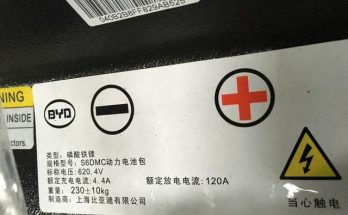 040B2B8FF829AB529
NING
INSIDE
ctors.
BYD
类型：磷酸铁锂
规格型号：S6DMC动力电池包
标称电压：620.4V
额定充电电流：4.4A
额定放电电流：120A
重量：230±10kg
制造商：上海比亚迪有限公司
当心触电